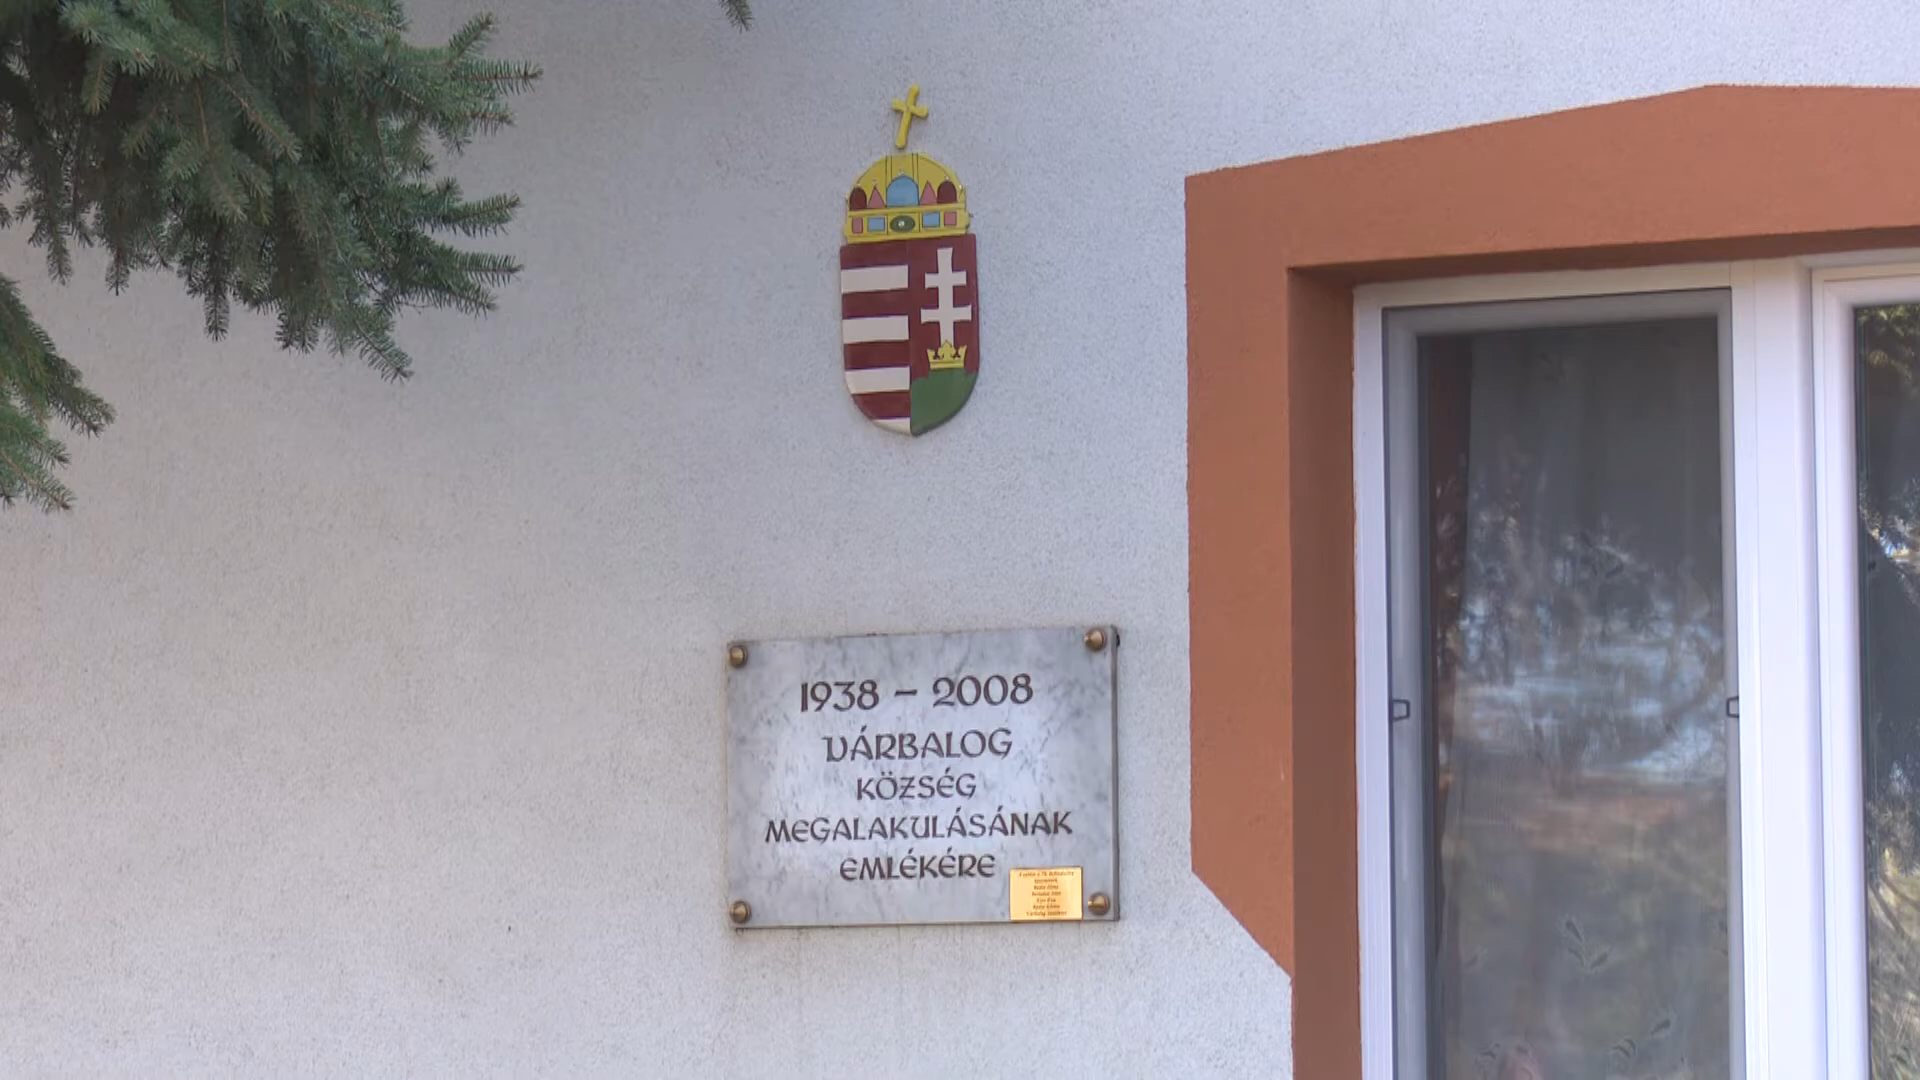 1938 – 2008
VÁRBALOG
KÖZSÉG
MEGALAKULÁSÁNAK
EMLÉKÉRE